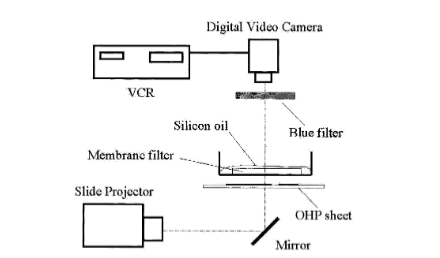 Digital Video Camera
VCR
Blue filter
Silicon oil
Membrane filter
Slide Projector
OHP sheet
Mirror